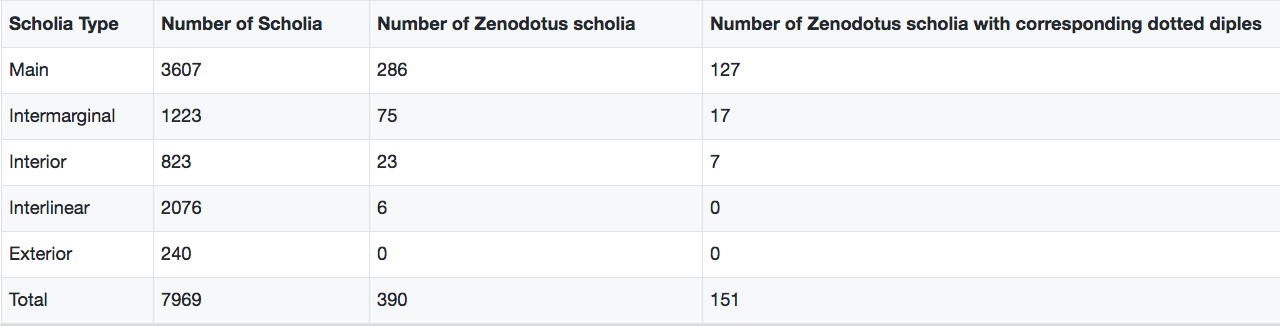 Scholia Type Number of Scholia Number of Zenodotus scholia Number of Zenodotus scholia with corresponding dotted diples
Main 3607 286 127
Intermarginal 1223 75 17
Interior 823 23 7
Interlinear 2076 6 0
Exterior 240 0 0
Total 7969 390 151